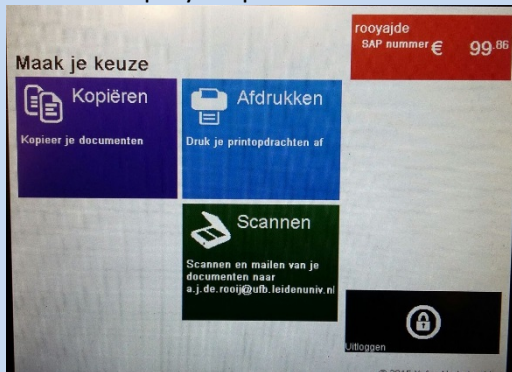 rooyajde
SAP nummer € 99.86
Maak je keuze
Kopiëren
Kopieer je documenten
Afdrukken
Druk je printopdrachten af
Scannen
Scannen en mailen van je
documenten naar
a.j.de.rooij@ufb.leidenuniv.nl
Uitloggen